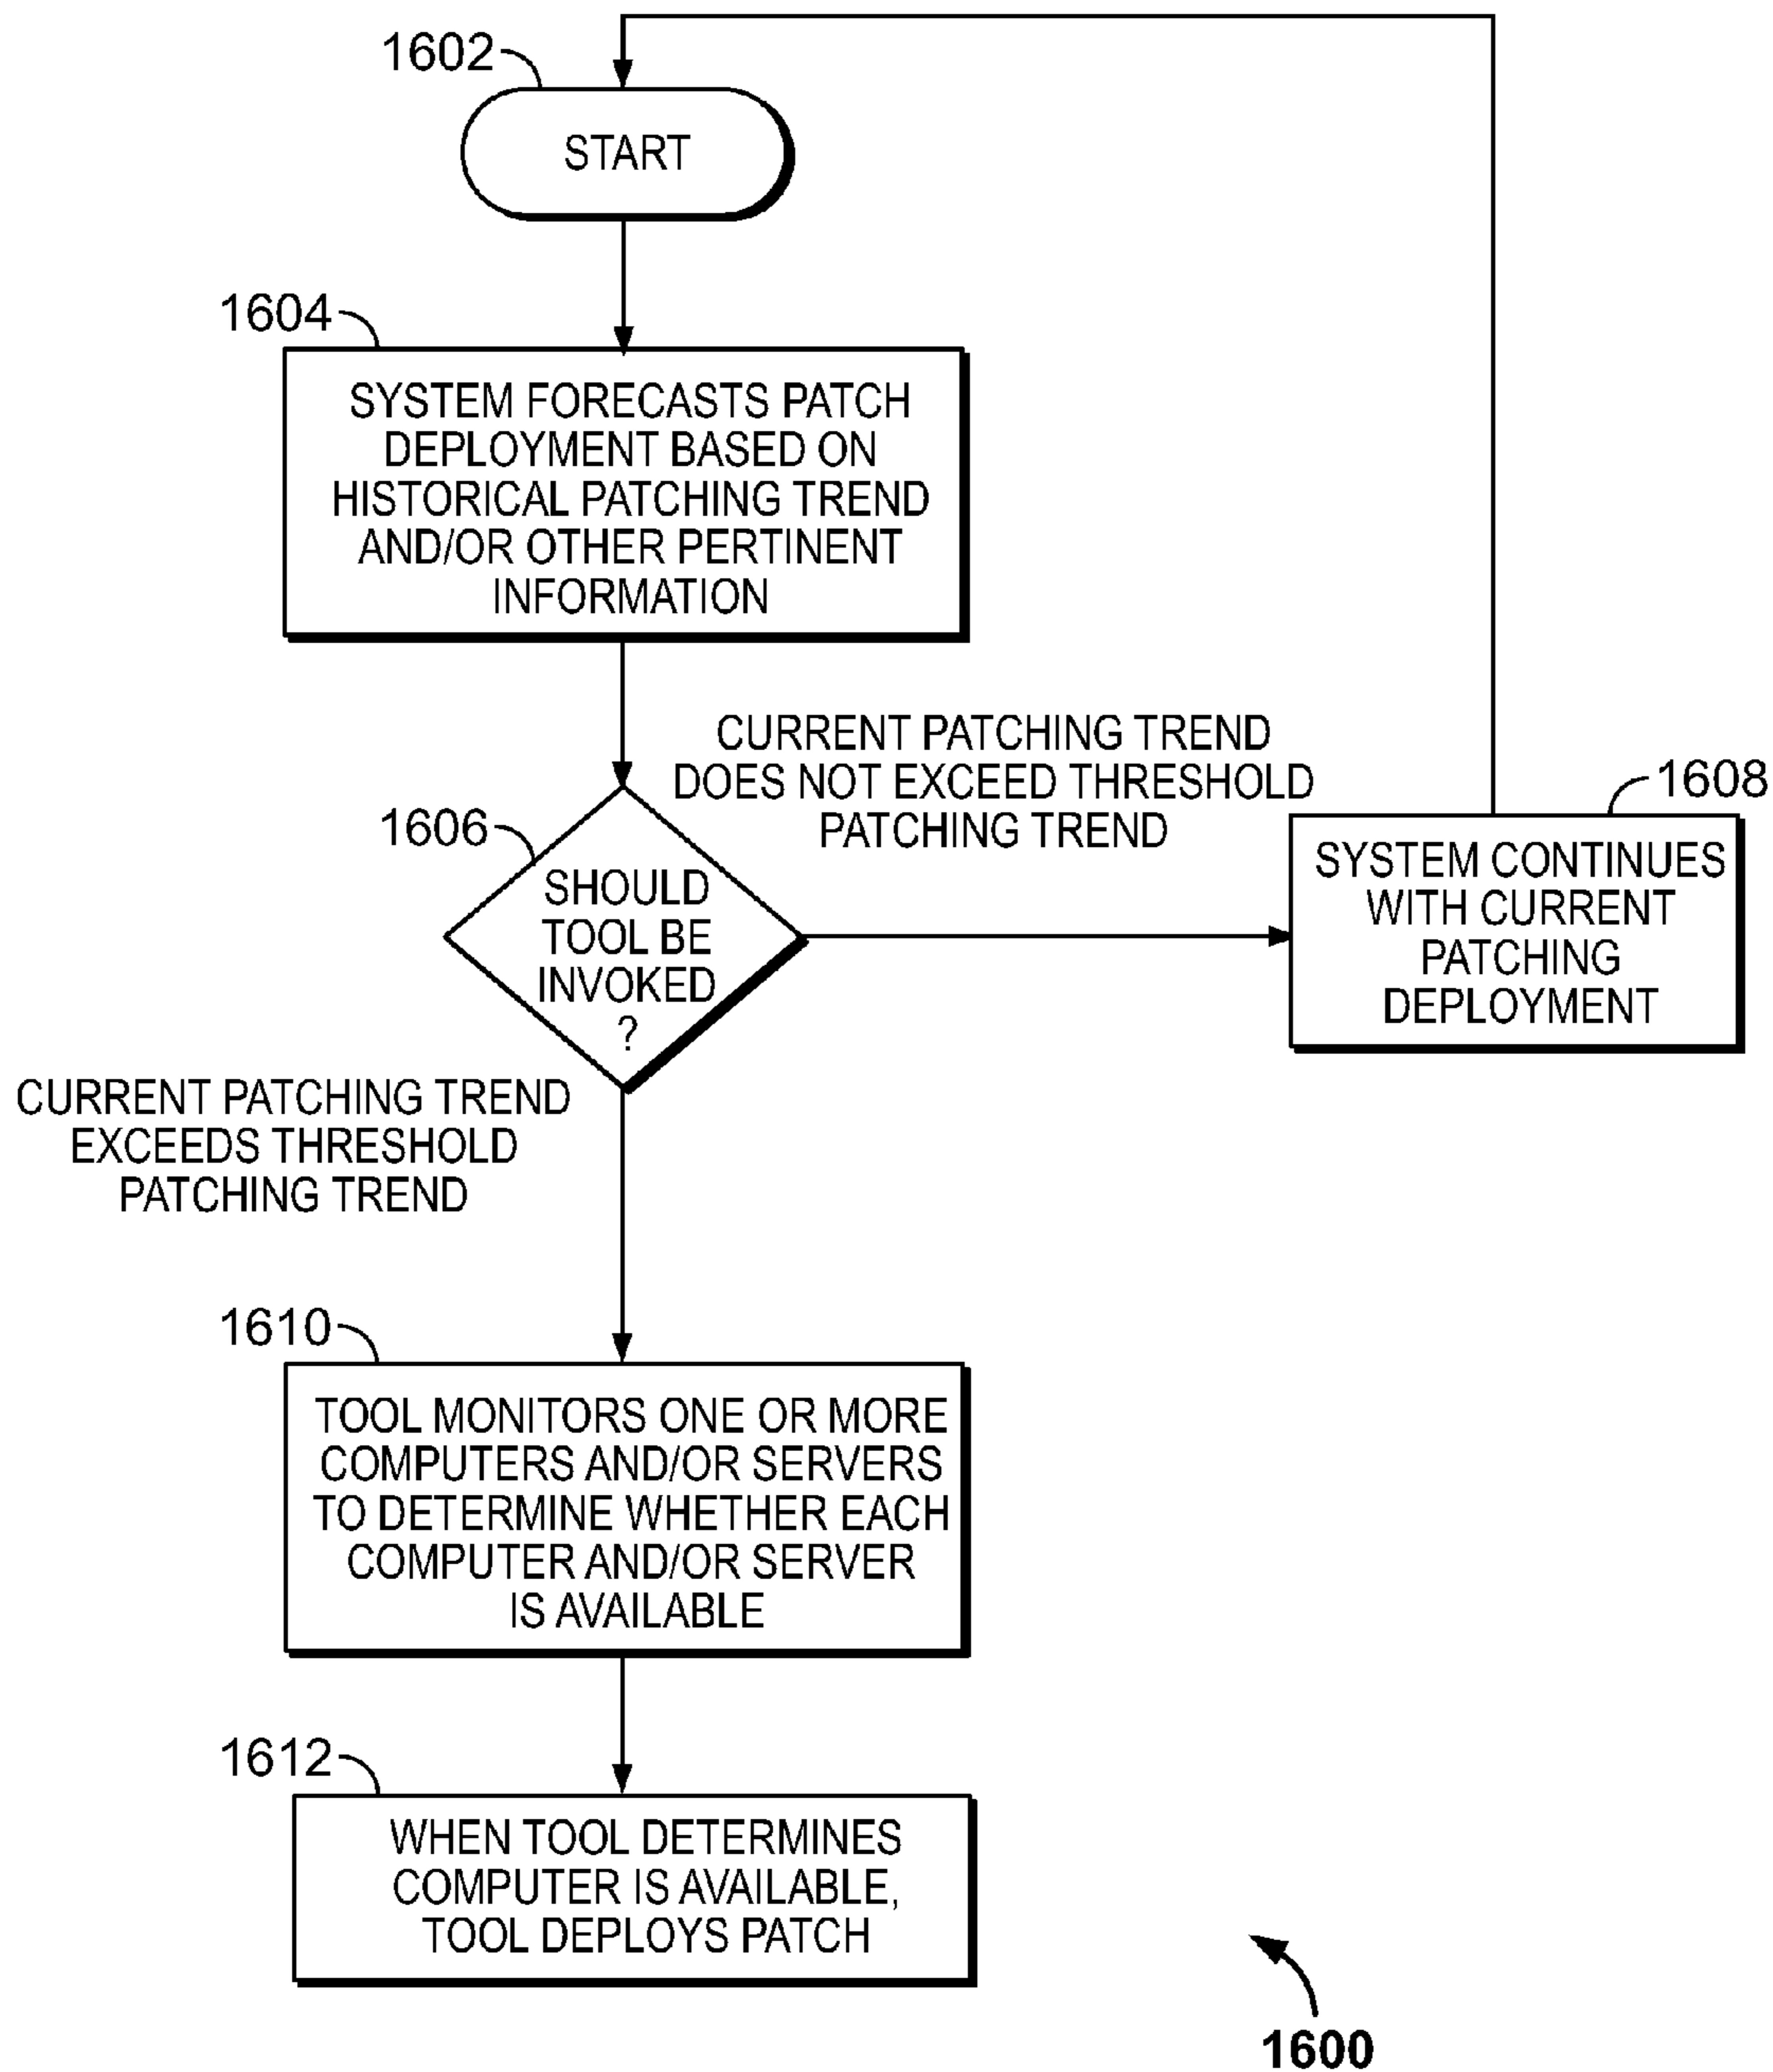 1602
START
1604
SYSTEM FORECASTS PATCH
DEPLOYMENT BASED ON
HISTORICAL PATCHING TREND
AND/OR OTHER PERTINENT
INFORMATION
CURRENT PATCHING TREND
DOES NOT EXCEED THRESHOLD
PATCHING TREND
1606
SHOULD
TOOL BE
INVOKED
?
1608
SYSTEM CONTINUES
WITH CURRENT
PATCHING
DEPLOYMENT
CURRENT PATCHING TREND
EXCEEDS THRESHOLD
PATCHING TREND
1610
TOOL MONITORS ONE OR MORE
COMPUTERS AND/OR SERVERS
TO DETERMINE WHETHER EACH
COMPUTER AND/OR SERVER
IS AVAILABLE
1612
WHEN TOOL DETERMINES
COMPUTER IS AVAILABLE,
TOOL DEPLOYS PATCH
1600